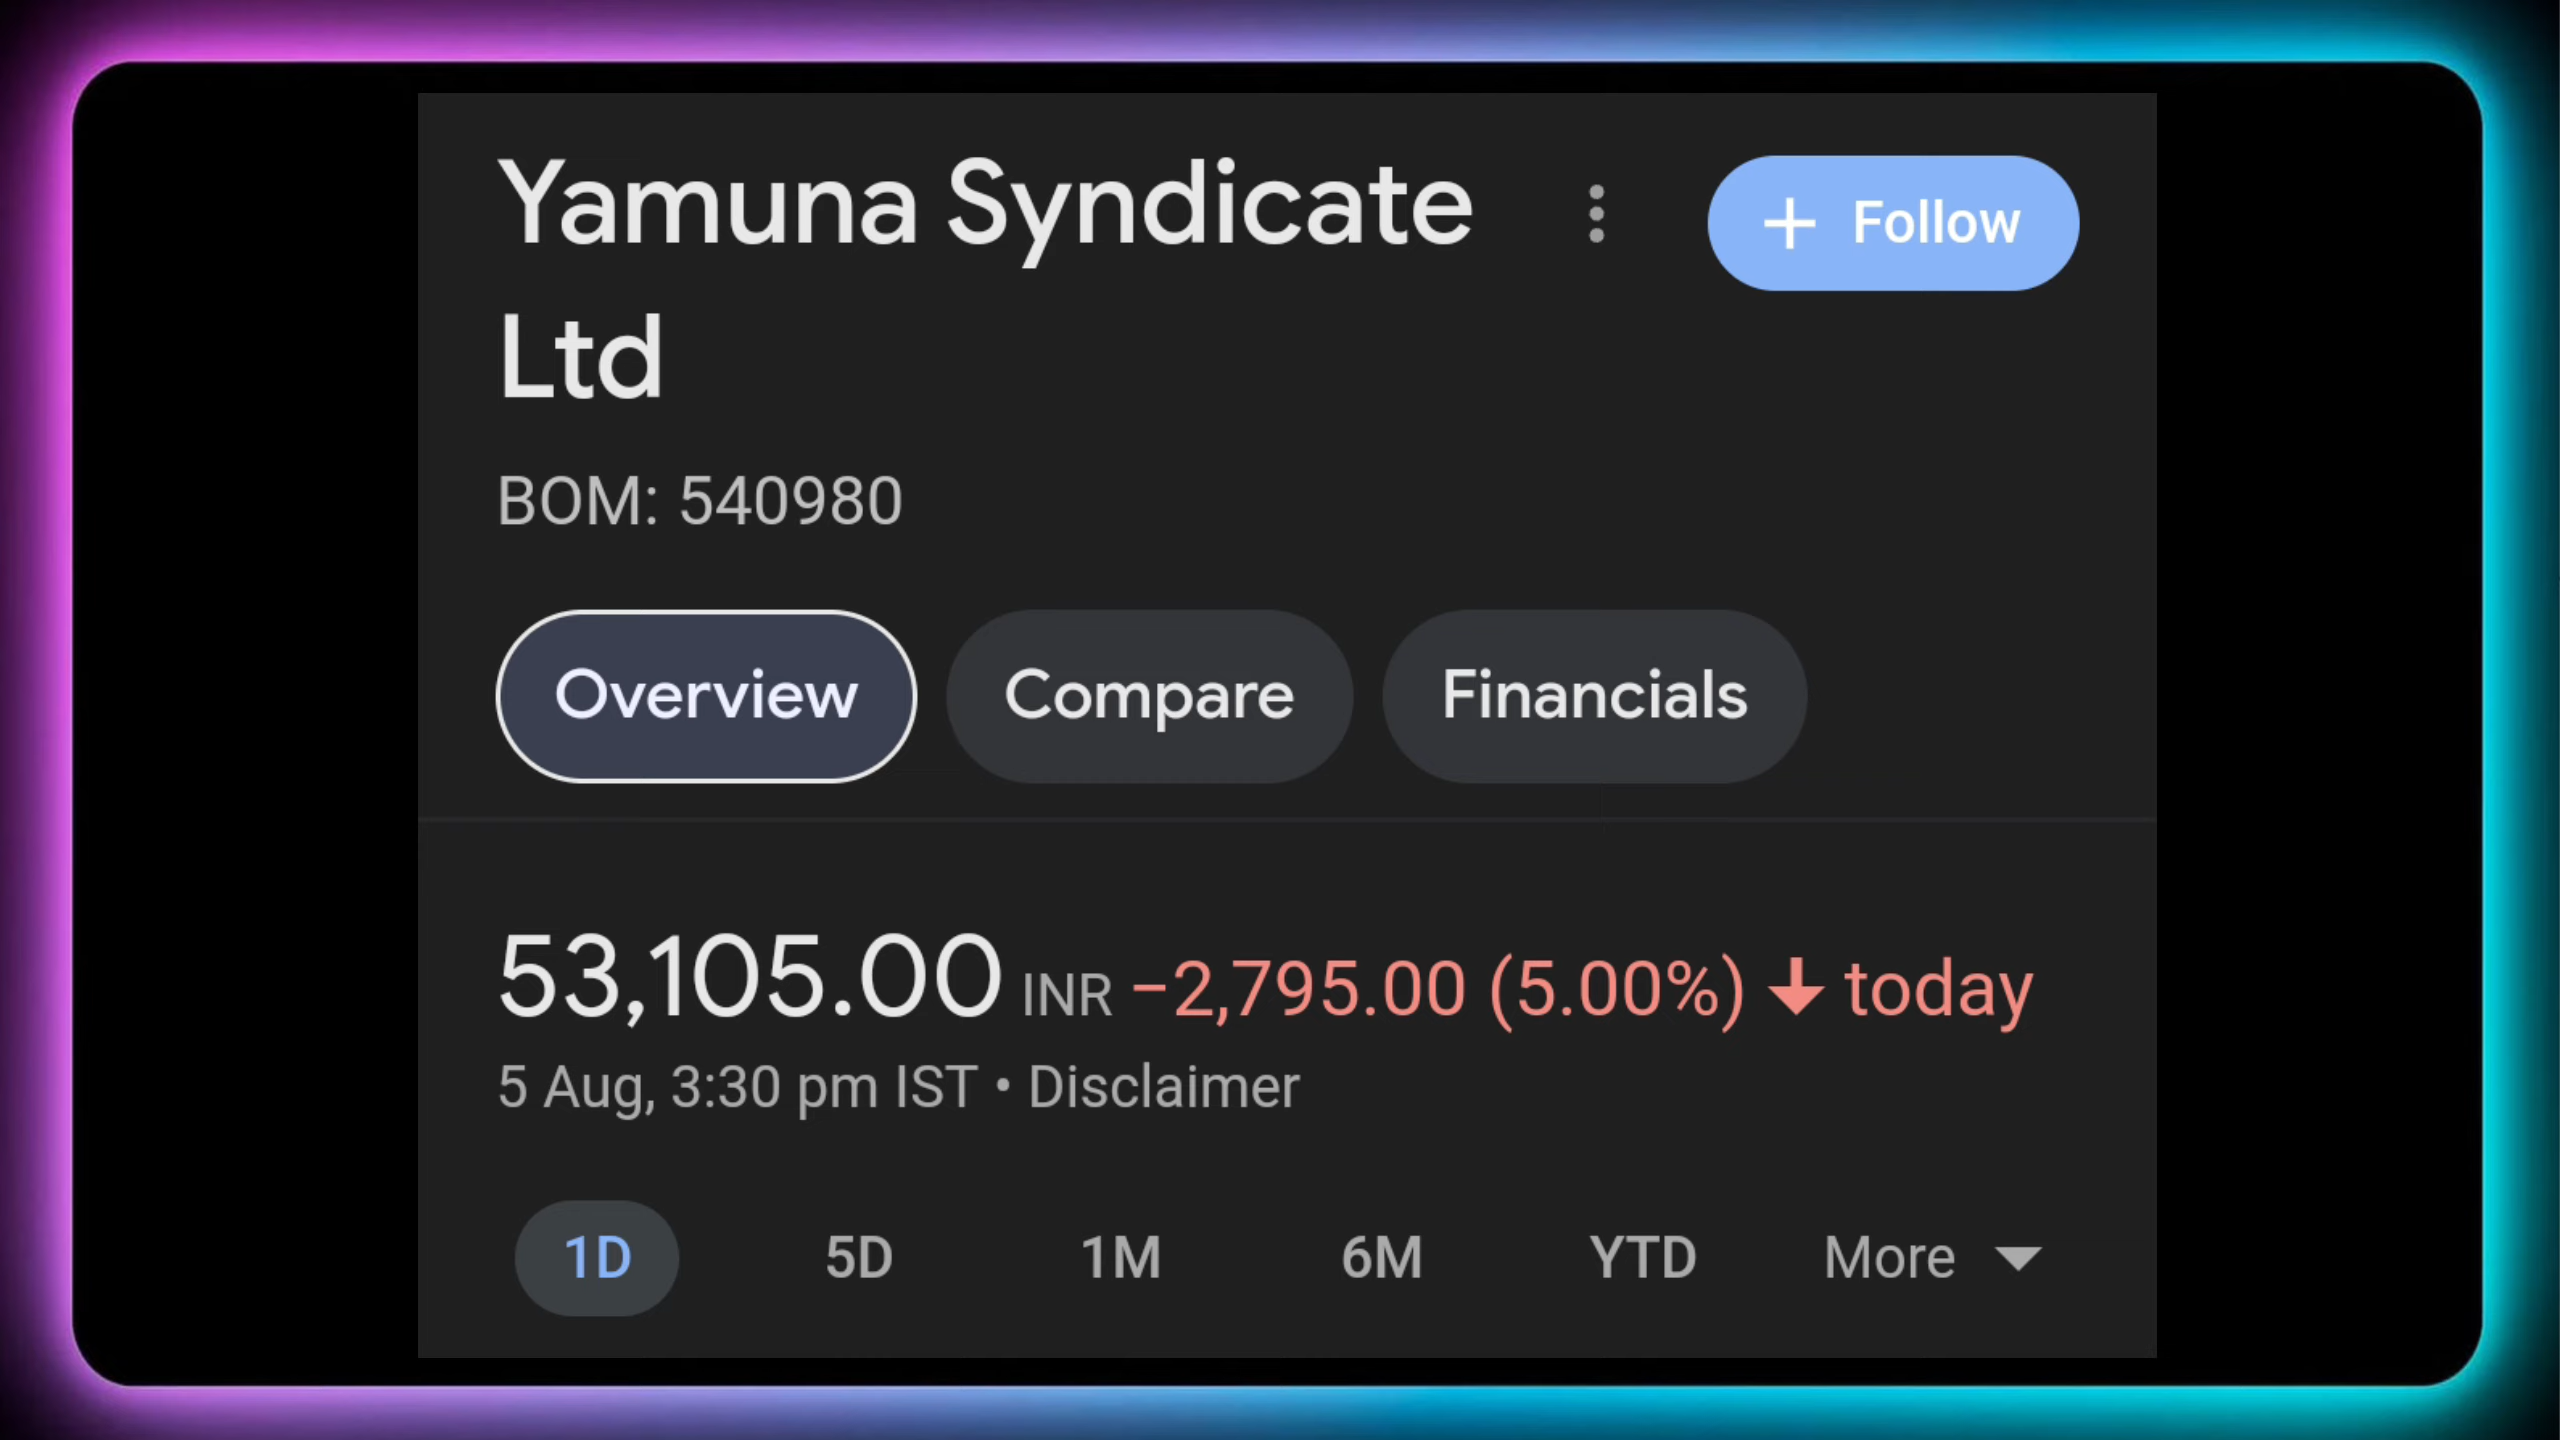 Yamuna Syndicate
Ltd
+ Follow
BOM: 540980
Overview Compare Financials
53,105.00 INR −2,795.00 (5.00%) ↓ today
5 Aug, 3:30 pm IST • Disclaimer
1D 5D 1M 6M YTD More